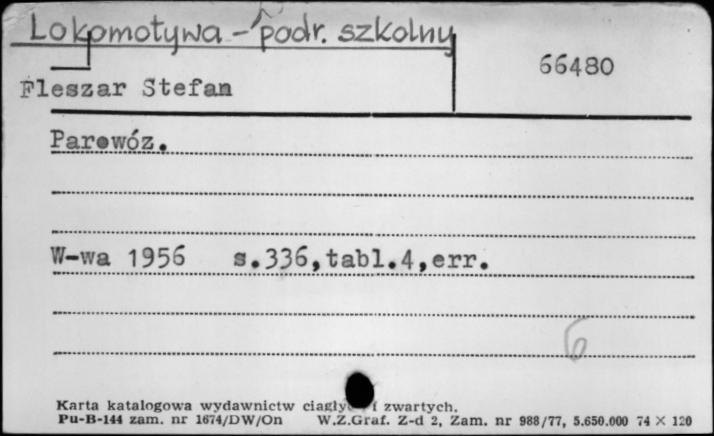 Lokomotywa - podr. szkolny
66480
Fleszar Stefan
Parowóz.
W-wa 1956 s.336,tabl.4,err.
6
Karta katalogowa wydawnictw i zwartych.
Pu-B-144 zam. nr 1674/DW/On W.Z.Graf. Z-d 2, Zam. nr 988/77, 5.650.000 74 × 120